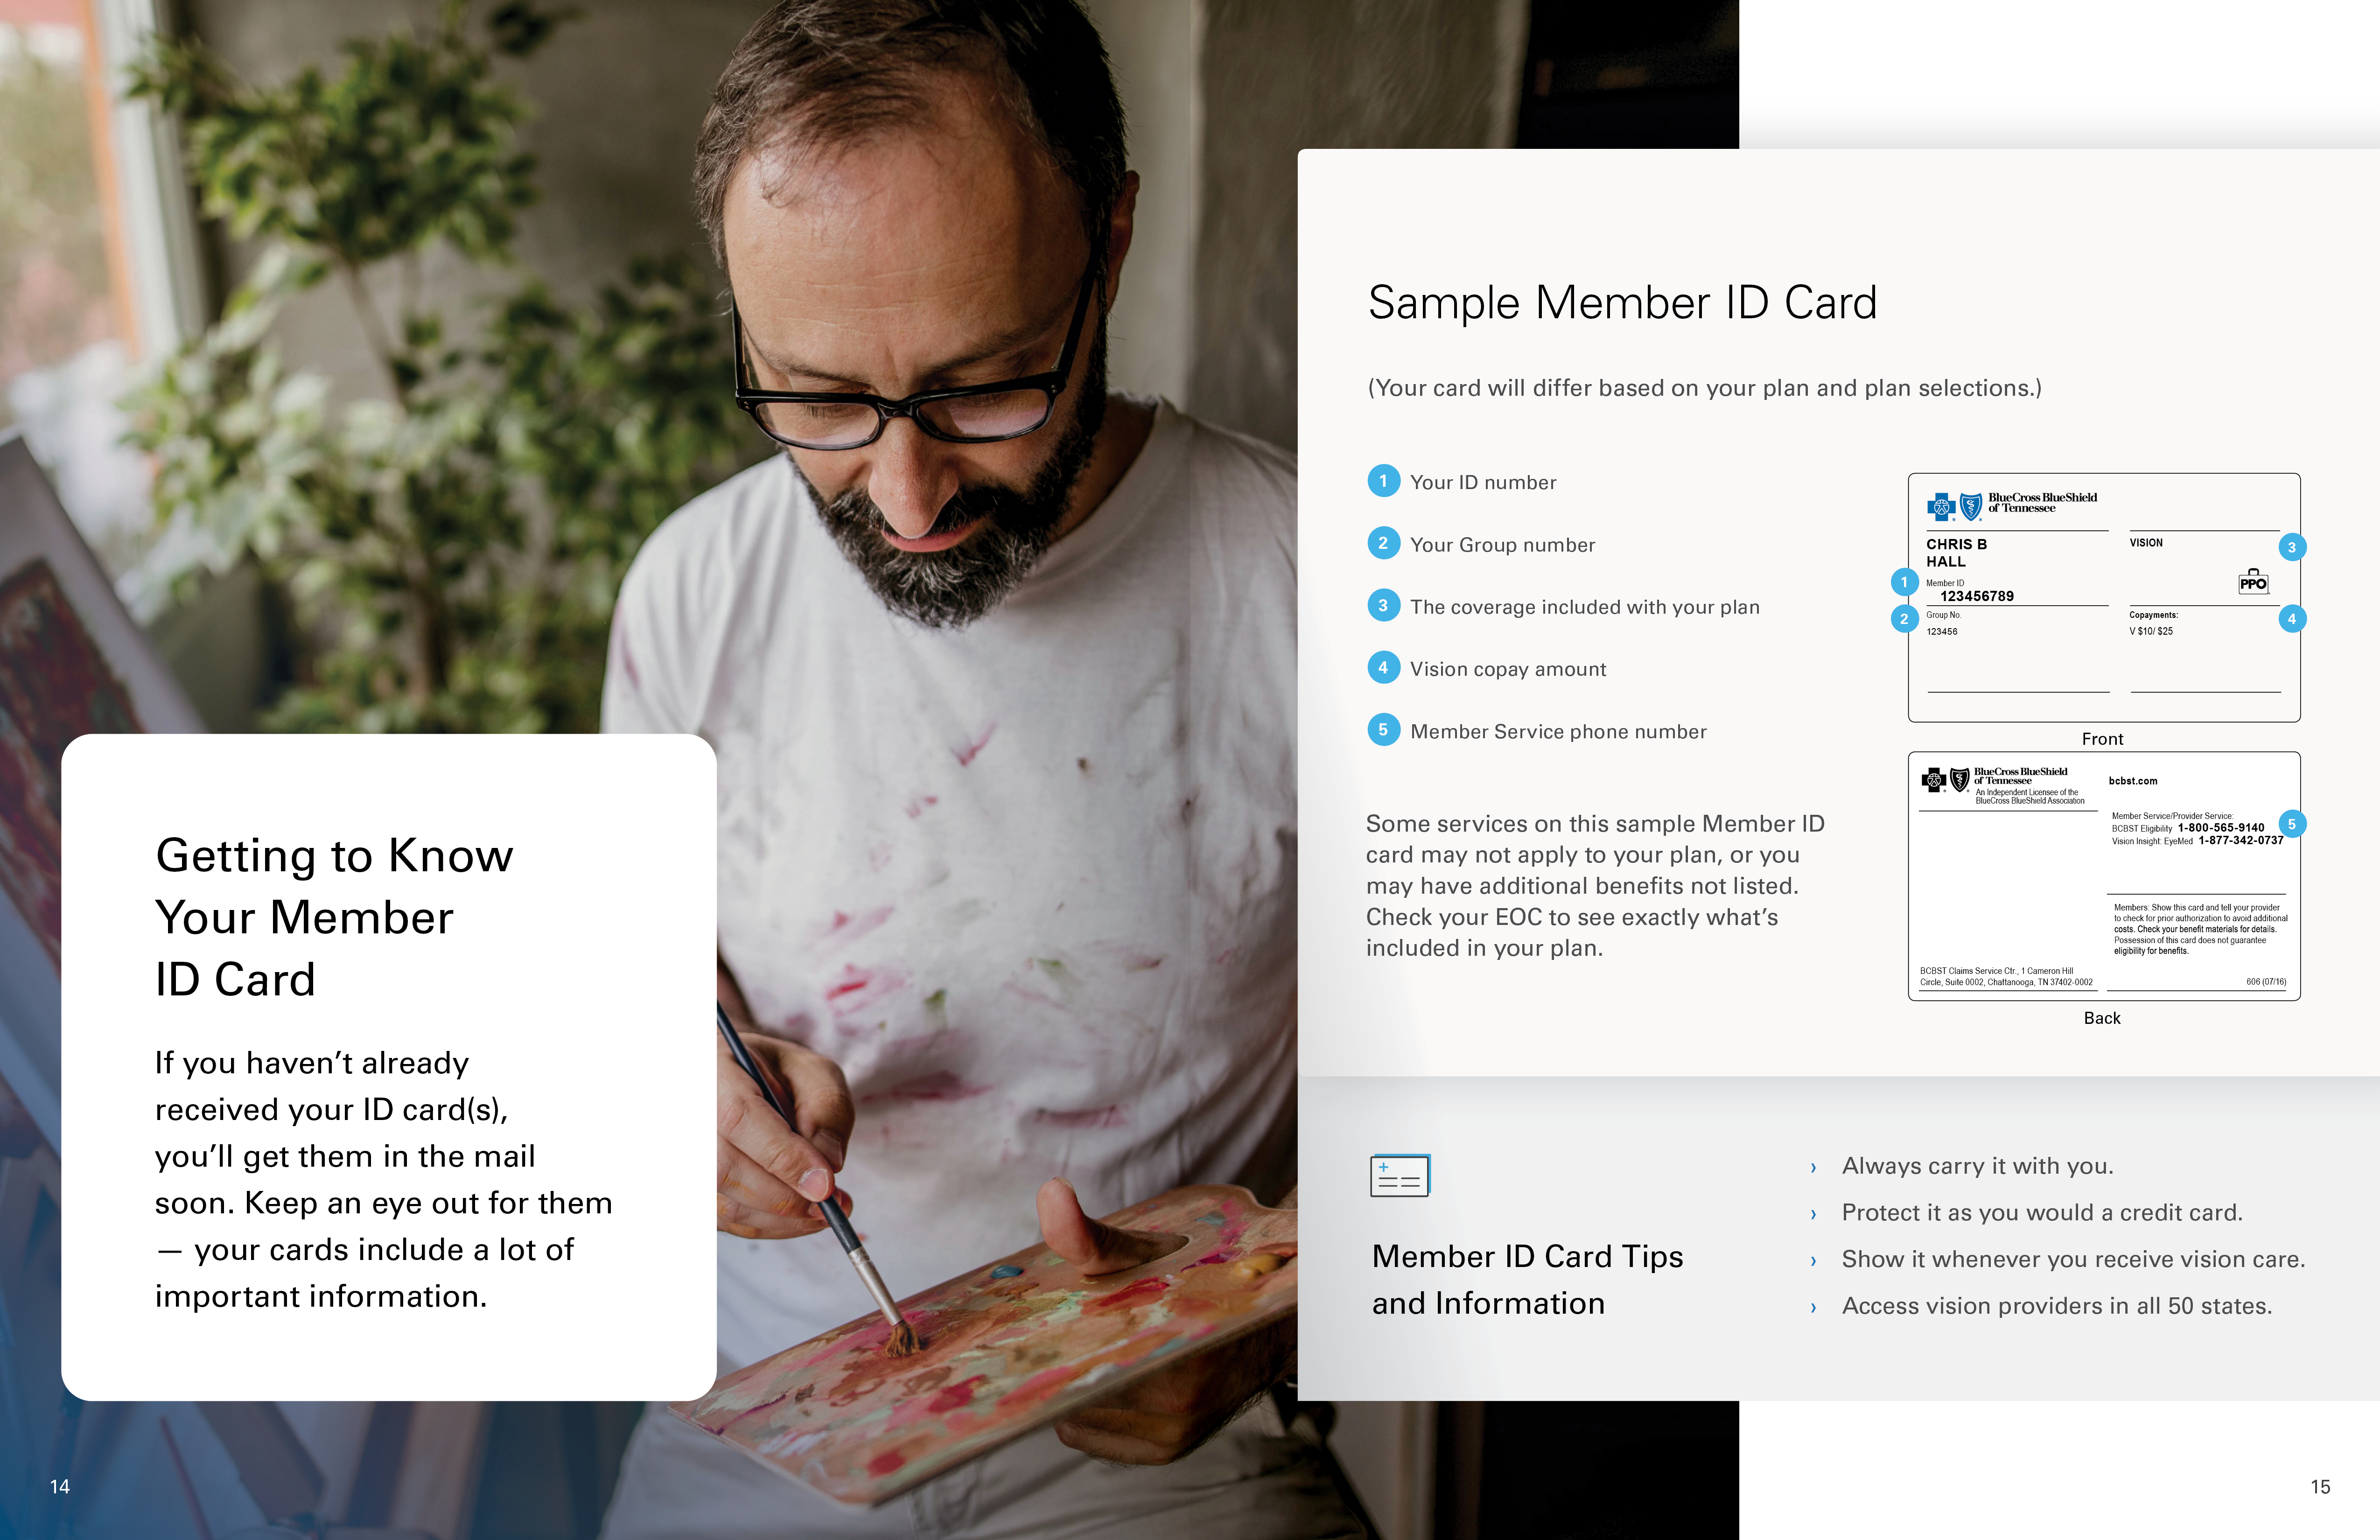 Getting to Know
Your Member
ID Card
If you haven’t already
received your ID card(s),
you’ll get them in the mail
soon. Keep an eye out for them
— your cards include a lot of
important information.
14
Sample Member ID Card
(Your card will differ based on your plan and plan selections.)
1 Your ID number
2 Your Group number
3 The coverage included with your plan
4 Vision copay amount
5 Member Service phone number
Some services on this sample Member ID
card may not apply to your plan, or you
may have additional benefits not listed.
Check your EOC to see exactly what’s
included in your plan.
BlueCross BlueShield
of Tennessee
CHRIS B
HALL
1 Member ID
123456789
2 Group No.
123456
VISION 3
PPO
Copayments: 4
V $10/ $25
Front
BlueCross BlueShield
of Tennessee
An Independent Licensee of the
BlueCross BlueShield Association
bcbst.com
Member Service/Provider Service:
BCBST Eligibility 1-800-565-9140 5
Vision Insight: EyeMed 1-877-342-0737
Members: Show this card and tell your provider
to check for prior authorization to avoid additional
costs. Check your benefit materials for details.
Possession of this card does not guarantee
eligibility for benefits.
BCBST Claims Service Ctr., 1 Cameron Hill
Circle, Suite 0002, Chattanooga, TN 37402-0002
606 (07/16)
Back
Member ID Card Tips
and Information
› Always carry it with you.
› Protect it as you would a credit card.
› Show it whenever you receive vision care.
› Access vision providers in all 50 states.
15